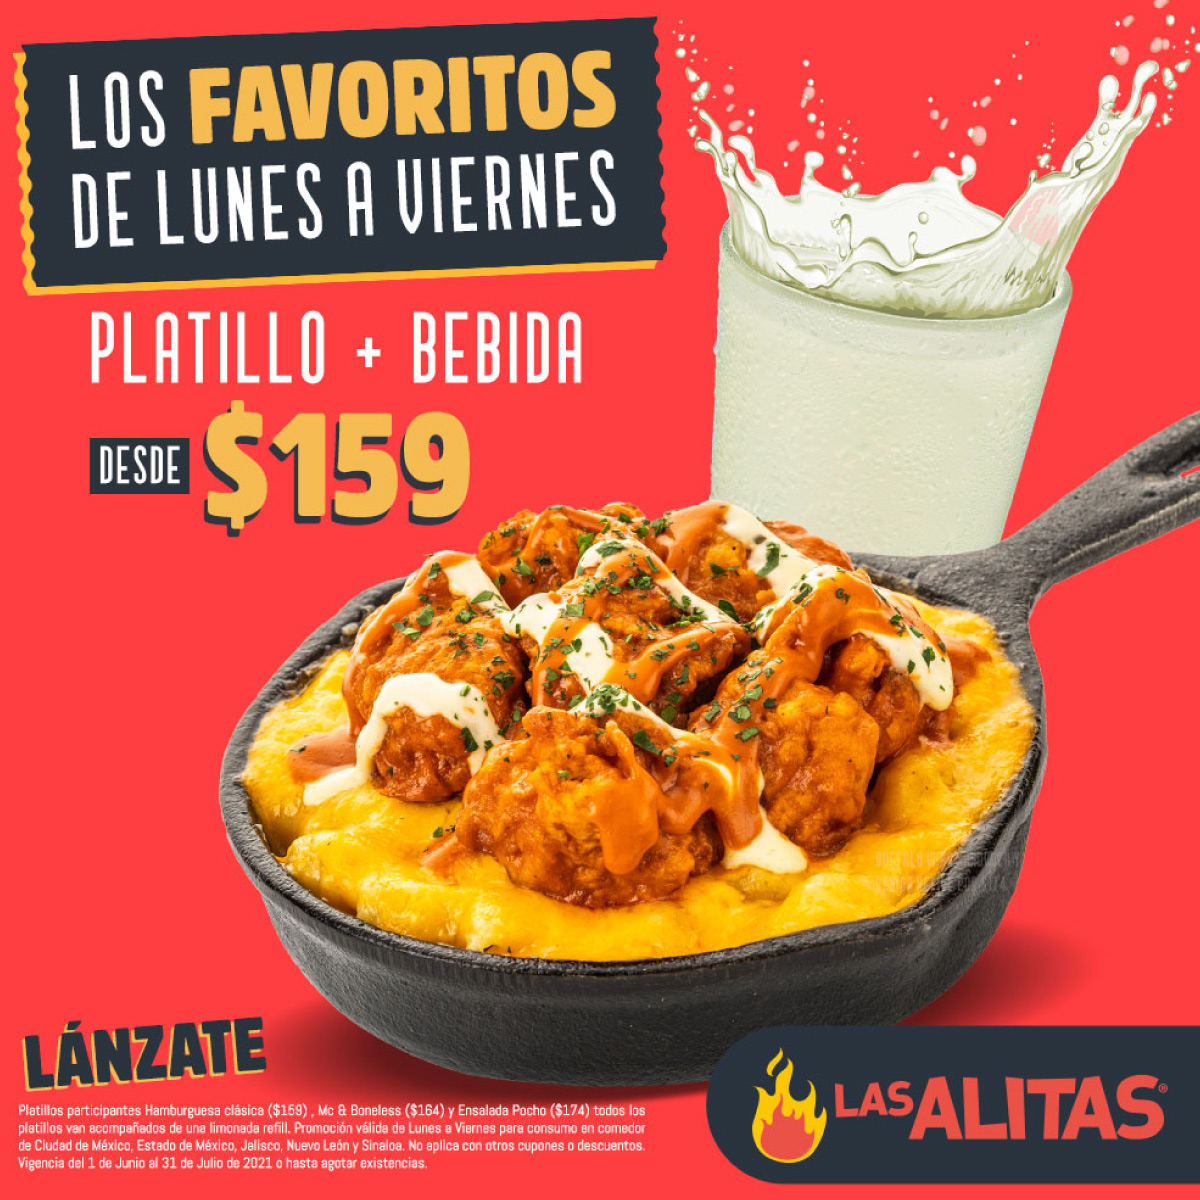 LOS FAVORITOS
DE LUNES A VIERNES
PLATILLO + BEBIDA
DESDE $159
LÁNZATE
Platillos participantes Hamburguesa clásica ($159) , Mc & Boneless ($164) y Ensalada Pocho ($174) todos los
platillos van acompañados de una limonada refill. Promoción válida de Lunes a Viernes para consumo en comedor
de Ciudad de México, Estado de México, Jalisco, Nuevo León y Sinaloa. No aplica con otros cupones o descuentos.
Vigencia del 1 de Junio al 31 de Julio de 2021 o hasta agotar existencias.
LAS ALITAS®